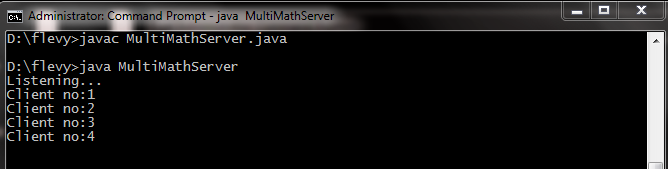 Administrator: Command Prompt - java  MultiMathServer
D:\flevy>javac MultiMathServer.java
D:\flevy>java MultiMathServer
Listening...
Client no:1
Client no:2
Client no:3
Client no:4